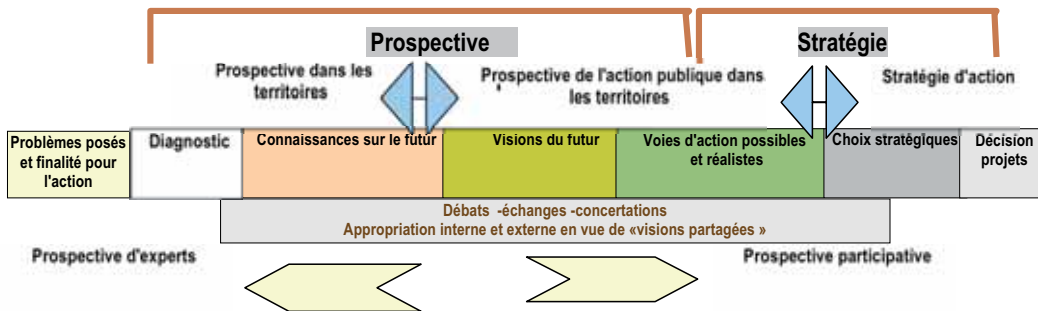 Prospective
Stratégie
Prospective dans les
territoires
Prospective de l'action publique dans
les territoires
Stratégie d'action
Problèmes posés
et finalité pour
l'action
Diagnostic
Connaissances sur le futur
Visions du futur
Voies d'action possibles
et réalistes
Choix stratégiques
Décision
projets
Débats -échanges -concertations
Appropriation interne et externe en vue de «visions partagées »
Prospective d'experts
Prospective participative